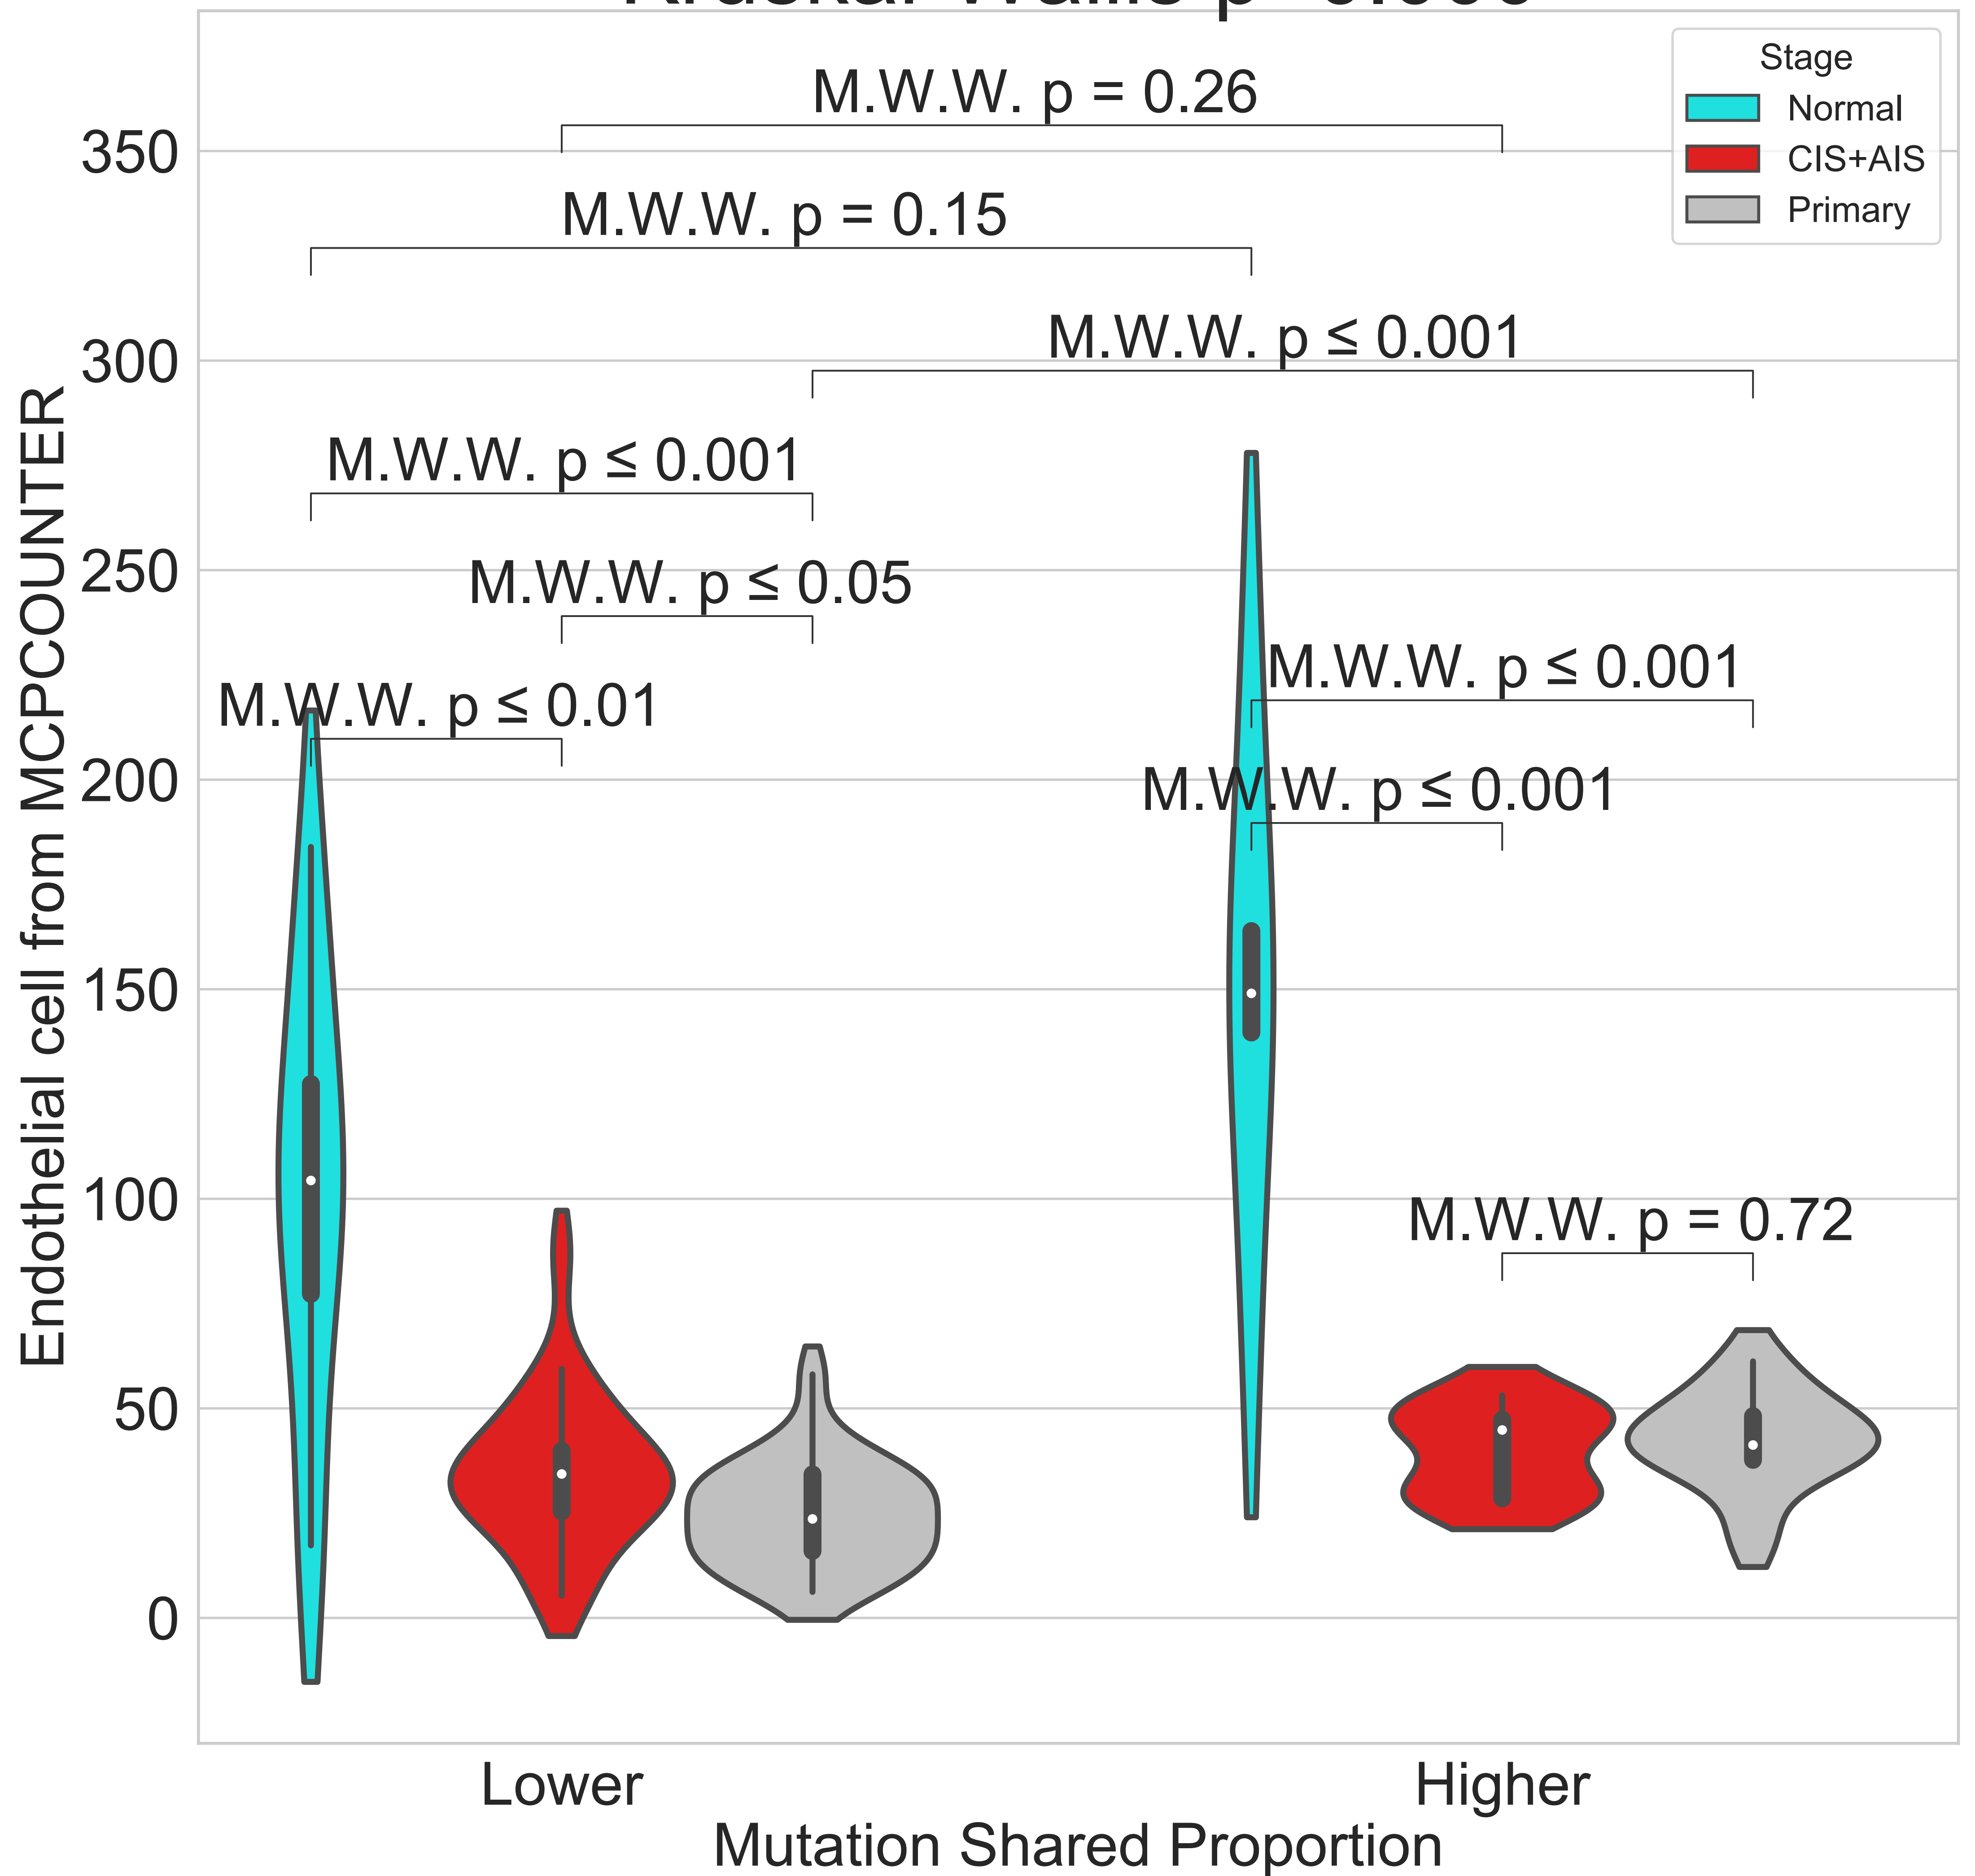 Stage
Normal
CIS+AIS
Primary
M.W.W. p = 0.26
M.W.W. p = 0.15
M.W.W. p ≤ 0.001
M.W.W. p ≤ 0.001
M.W.W. p ≤ 0.05
M.W.W. p ≤ 0.01
M.W.W. p ≤ 0.001
M.W.W. p ≤ 0.001
M.W.W. p = 0.72
350
300
250
200
150
100
50
0
Endothelial cell from MCPCOUNTER
Lower
Higher
Mutation Shared Proportion